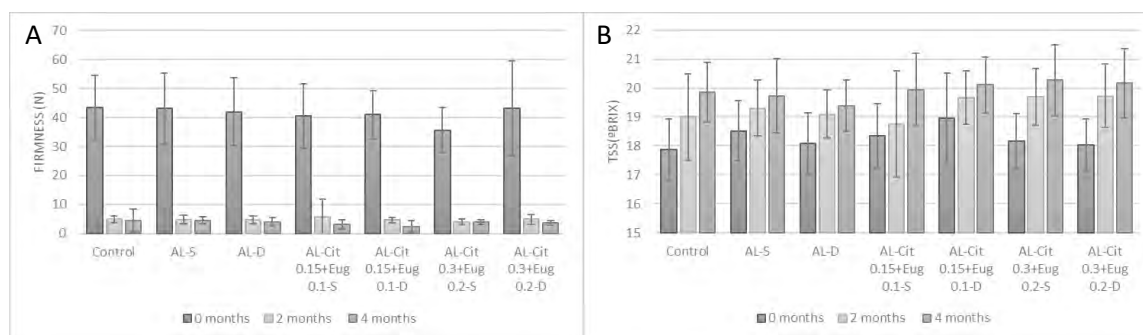 A
FIRMNESS (N)
70
60
50
40
30
20
10
0
Control
AL-S
AL-D
AL-Cit
0.15+Eug
0.1-S
AL-Cit
0.15+Eug
0.1-D
AL-Cit
0.3+Eug
0.2-S
AL-Cit
0.3+Eug
0.2-D
0 months 2 months 4 months
B
TSS(ºBRIX)
22
21
20
19
18
17
16
15
Control
AL-S
AL-D
AL-Cit
0.15+Eug
0.1-S
AL-Cit
0.15+Eug
0.1-D
AL-Cit
0.3+Eug
0.2-S
AL-Cit
0.3+Eug
0.2-D
0 months 2 months 4 months